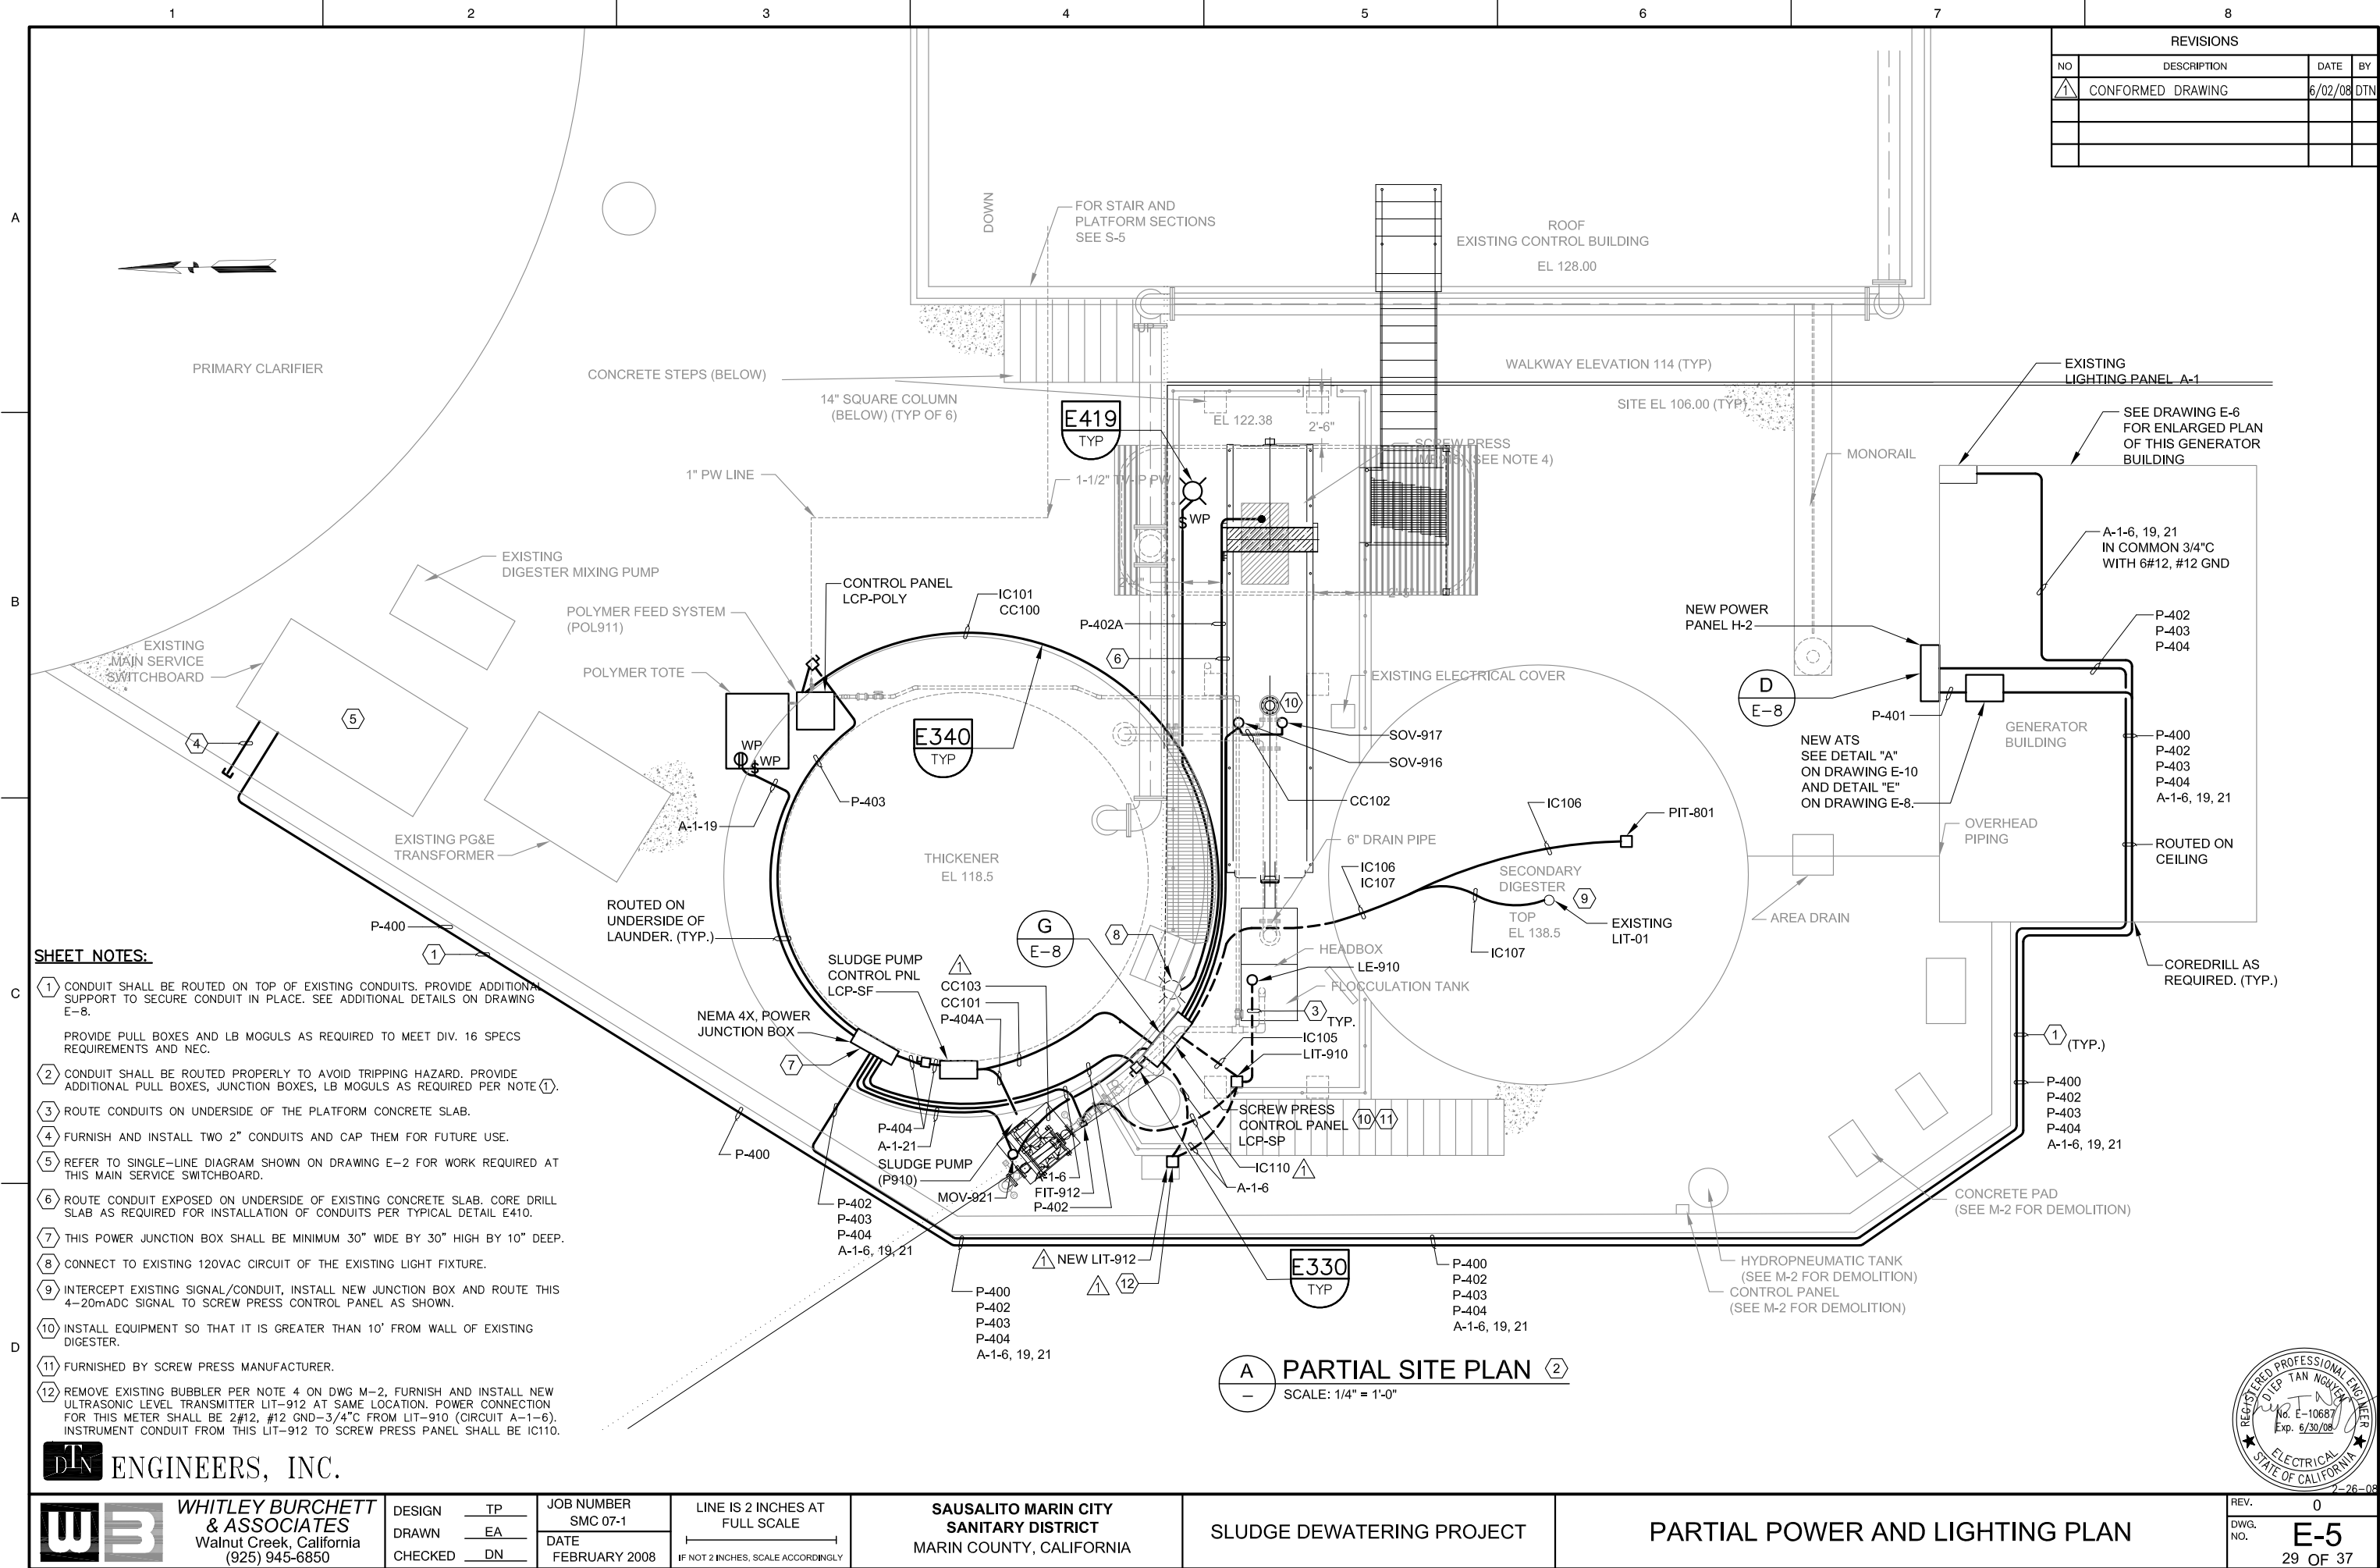 1
2
3
4
5
6
7
8
A
B
C
D
REVISIONS
NO DESCRIPTION DATE BY
1 CONFORMED DRAWING 6/02/08 DTN
DOWN
FOR STAIR AND
PLATFORM SECTIONS
SEE S-5
ROOF
EXISTING CONTROL BUILDING
EL 128.00
UP
PRIMARY CLARIFIER
CONCRETE STEPS (BELOW)
14" SQUARE COLUMN
(BELOW) (TYP OF 6)
WALKWAY ELEVATION 114 (TYP)
SITE EL 106.00 (TYP)
EXISTING
LIGHTING PANEL A-1
SEE DRAWING E-6
FOR ENLARGED PLAN
OF THIS GENERATOR
BUILDING
E419
TYP
EL 122.38
2'-6"
SCREW PRESS
SEE NOTE 4)
MONORAIL
1" PW LINE
1-1/2"
WP
A-1-6, 19, 21
IN COMMON 3/4"C
WITH 6#12, #12 GND
EXISTING
DIGESTER MIXING PUMP
CONTROL PANEL
LCP-POLY
IC101
CC100
POLYMER FEED SYSTEM
(POL911)
P-402A
6
NEW POWER
PANEL H-2
P-402
P-403
P-404
EXISTING
MAIN SERVICE
SWITCHBOARD
POLYMER TOTE
EXISTING ELECTRICAL COVER
D
E-8
P-401
GENERATOR
BUILDING
5
4
10
E340
TYP
SOV-917
SOV-916
WP
WP
NEW ATS
SEE DETAIL "A"
ON DRAWING E-10
AND DETAIL "E"
ON DRAWING E-8.
P-400
P-402
P-403
P-404
A-1-6, 19, 21
P-403
CC102
IC106
PIT-801
A-1-19
EXISTING PG&E
TRANSFORMER
6" DRAIN PIPE
OVERHEAD
PIPING
ROUTED ON
CEILING
THICKENER
EL 118.5
IC106
IC107
SECONDARY
DIGESTER
9
TOP
EL 138.5
EXISTING
LIT-01
AREA DRAIN
ROUTED ON
UNDERSIDE OF
LAUNDER. (TYP.)
P-400
1
G
E-8
8
HEADBOX
IC107
LE-910
FLOCCULATION TANK
COREDRILL AS
REQUIRED. (TYP.)
SLUDGE PUMP
CONTROL PNL
LCP-SF
1
CC103
CC101
P-404A
NEMA 4X, POWER
JUNCTION BOX
7
3
TYP.
IC105
LIT-910
1
(TYP.)
P-400
P-402
P-403
P-404
A-1-6, 19, 21
SCREW PRESS
CONTROL PANEL
LCP-SP
10
11
P-404
A-1-21
P-400
SLUDGE PUMP
(P910)
MOV-921
A-1-6
FIT-912
P-402
IC110
1
A-1-6
CONCRETE PAD
(SEE M-2 FOR DEMOLITION)
P-402
P-403
P-404
A-1-6, 19, 21
1
NEW LIT-912
1
12
E330
TYP
HYDROPNEUMATIC TANK
(SEE M-2 FOR DEMOLITION)
CONTROL PANEL
(SEE M-2 FOR DEMOLITION)
P-400
P-402
P-403
P-404
A-1-6, 19, 21
P-400
P-402
P-403
P-404
A-1-6, 19, 21
A
–
PARTIAL SITE PLAN 2
SCALE: 1/4" = 1'-0"
SHEET NOTES:
1 CONDUIT SHALL BE ROUTED ON TOP OF EXISTING CONDUITS. PROVIDE ADDITIONAL
SUPPORT TO SECURE CONDUIT IN PLACE. SEE ADDITIONAL DETAILS ON DRAWING
E-8.
PROVIDE PULL BOXES AND LB MOGULS AS REQUIRED TO MEET DIV. 16 SPECS
REQUIREMENTS AND NEC.
2 CONDUIT SHALL BE ROUTED PROPERLY TO AVOID TRIPPING HAZARD. PROVIDE
ADDITIONAL PULL BOXES, JUNCTION BOXES, LB MOGULS AS REQUIRED PER NOTE 1.
3 ROUTE CONDUITS ON UNDERSIDE OF THE PLATFORM CONCRETE SLAB.
4 FURNISH AND INSTALL TWO 2" CONDUITS AND CAP THEM FOR FUTURE USE.
5 REFER TO SINGLE-LINE DIAGRAM SHOWN ON DRAWING E-2 FOR WORK REQUIRED AT
THIS MAIN SERVICE SWITCHBOARD.
6 ROUTE CONDUIT EXPOSED ON UNDERSIDE OF EXISTING CONCRETE SLAB. CORE DRILL
SLAB AS REQUIRED FOR INSTALLATION OF CONDUITS PER TYPICAL DETAIL E410.
7 THIS POWER JUNCTION BOX SHALL BE MINIMUM 30" WIDE BY 30" HIGH BY 10" DEEP.
8 CONNECT TO EXISTING 120VAC CIRCUIT OF THE EXISTING LIGHT FIXTURE.
9 INTERCEPT EXISTING SIGNAL/CONDUIT, INSTALL NEW JUNCTION BOX AND ROUTE THIS
4-20mADC SIGNAL TO SCREW PRESS CONTROL PANEL AS SHOWN.
10 INSTALL EQUIPMENT SO THAT IT IS GREATER THAN 10' FROM WALL OF EXISTING
DIGESTER.
11 FURNISHED BY SCREW PRESS MANUFACTURER.
12 REMOVE EXISTING BUBBLER PER NOTE 4 ON DWG M-2, FURNISH AND INSTALL NEW
ULTRASONIC LEVEL TRANSMITTER LIT-912 AT SAME LOCATION. POWER CONNECTION
FOR THIS METER SHALL BE 2#12, #12 GND-3/4"C FROM LIT-910 (CIRCUIT A-1-6).
INSTRUMENT CONDUIT FROM THIS LIT-912 TO SCREW PRESS PANEL SHALL BE IC110.
DTN ENGINEERS, INC.
REGISTERED PROFESSIONAL ENGINEER
DIEP TAN NGUYEN
No. E-10687
Exp. 6/30/08
ELECTRICAL
STATE OF CALIFORNIA
2-26-08
WB
WHITLEY BURCHETT
& ASSOCIATES
Walnut Creek, California
(925) 945-6850
DESIGN TP
DRAWN EA
CHECKED DN
JOB NUMBER
SMC 07-1
DATE
FEBRUARY 2008
LINE IS 2 INCHES AT
FULL SCALE
IF NOT 2 INCHES, SCALE ACCORDINGLY
SAUSALITO MARIN CITY
SANITARY DISTRICT
MARIN COUNTY, CALIFORNIA
SLUDGE DEWATERING PROJECT
PARTIAL POWER AND LIGHTING PLAN
REV. 0
DWG.
NO. E-5
29 OF 37